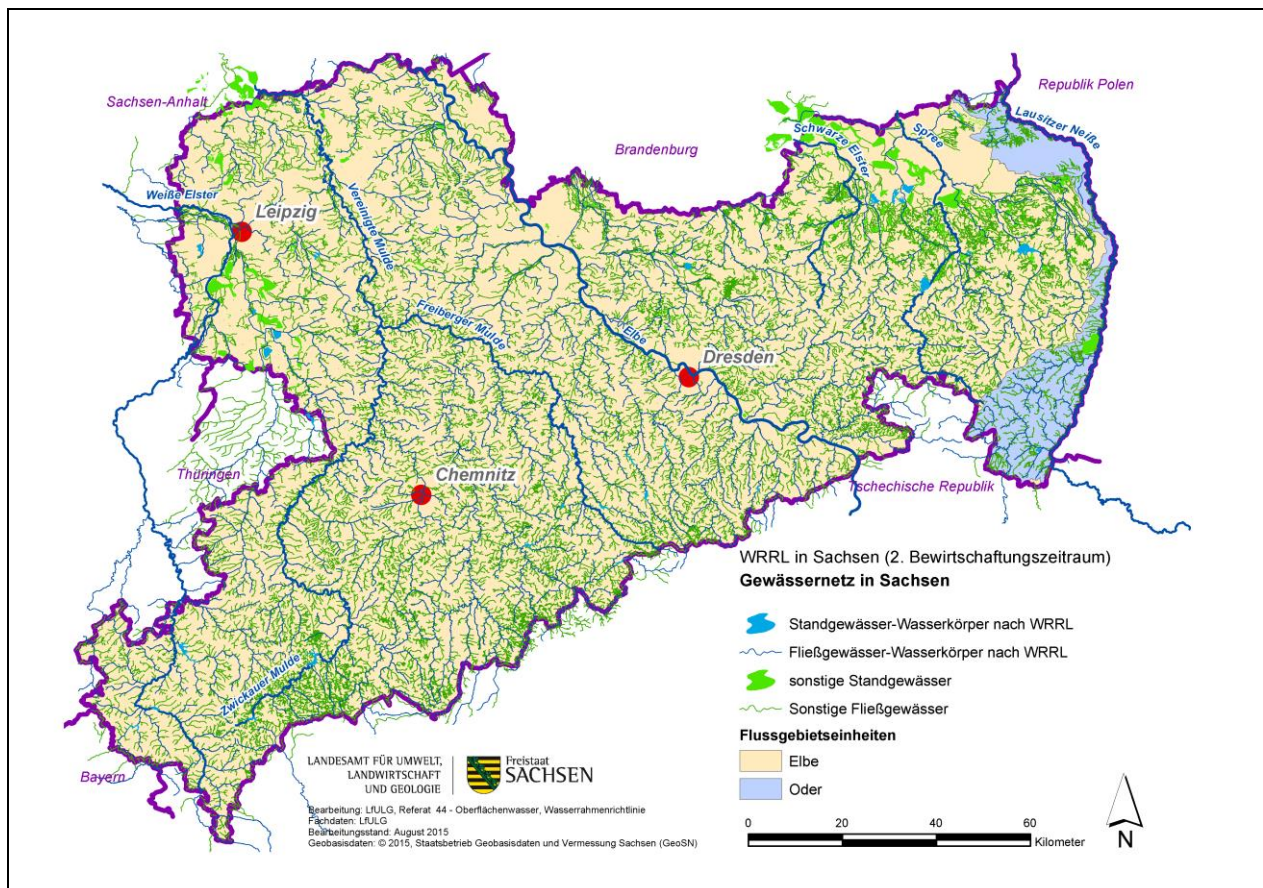 Sachsen-Anhalt
Republik Polen
Lausitzer Neiße
Schwarze Elster
Spree
Brandenburg
Weiße Elster
Leipzig
Vereinigte Mulde
Freiberger Mulde
Elbe
Dresden
Thüringen
Chemnitz
Tschechische Republik
Zwickauer Mulde
Bayern
WRRL in Sachsen (2. Bewirtschaftungszeitraum)
Gewässernetz in Sachsen
Standgewässer-Wasserkörper nach WRRL
Fließgewässer-Wasserkörper nach WRRL
sonstige Standgewässer
Sonstige Fließgewässer
Flussgebietseinheiten
Elbe
Oder
0 20 40 60
Kilometer
N
LANDESAMT FÜR UMWELT,
LANDWIRTSCHAFT
UND GEOLOGIE
Freistaat
SACHSEN
Bearbeitung: LfULG, Referat 44 - Oberflächenwasser, Wasserrahmenrichtlinie
Fachdaten: LfULG
Bearbeitungsstand: August 2015
Geobasisdaten: © 2015, Staatsbetrieb Geobasisdaten und Vermessung Sachsen (GeoSN)